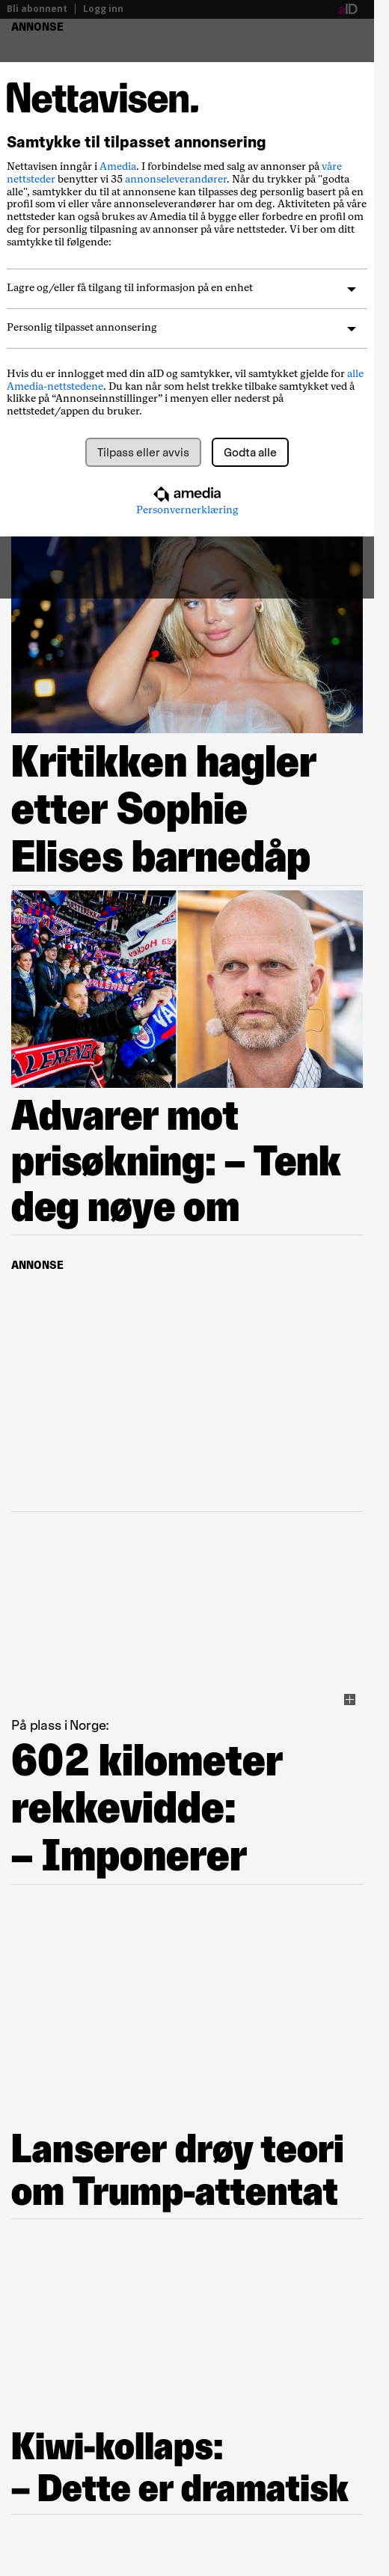 Bli abonnent | Logg inn
aID
ANNONSE
Nettavisen.
Samtykke til tilpasset annonsering
Nettavisen inngår i Amedia. I forbindelse med salg av annonser på våre
nettsteder benytter vi 35 annonseleverandører. Når du trykker på "godta
alle", samtykker du til at annonsene kan tilpasses deg personlig basert på en
profil som vi eller våre annonseleverandører har om deg. Aktiviteten på våre
nettsteder kan også brukes av Amedia til å bygge eller forbedre en profil om
deg for personlig tilpasning av annonser på våre nettsteder. Vi ber om ditt
samtykke til følgende:
Lagre og/eller få tilgang til informasjon på en enhet
Personlig tilpasset annonsering
Hvis du er innlogget med din aID og samtykker, vil samtykket gjelde for alle
Amedia-nettstedene. Du kan når som helst trekke tilbake samtykket ved å
klikke på “Annonseinnstillinger” i menyen eller nederst på
nettstedet/appen du bruker.
Tilpass eller avvis
Godta alle
amedia
Personvernerklæring
Kritikken hagler
etter Sophie
Elises barnedåp
Hockey
VÅLERENGA
Advarer mot
prisøkning: – Tenk
deg nøye om
ANNONSE
På plass i Norge:
602 kilometer
rekkevidde:
– Imponerer
Lanserer drøy teori
om Trump-attentat
Kiwi-kollaps:
– Dette er dramatisk